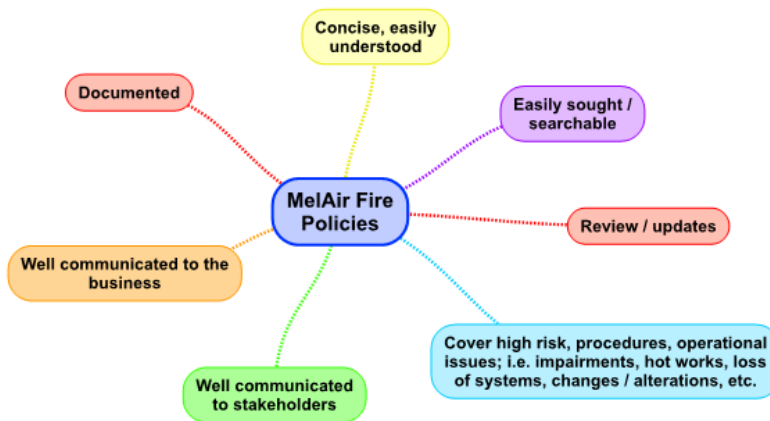 Concise, easily
understood
Documented
Easily sought /
searchable
MelAir Fire
Policies
Review / updates
Well communicated to the
business
Cover high risk, procedures, operational
issues; i.e. impairments, hot works, loss
of systems, changes / alterations, etc.
Well communicated
to stakeholders